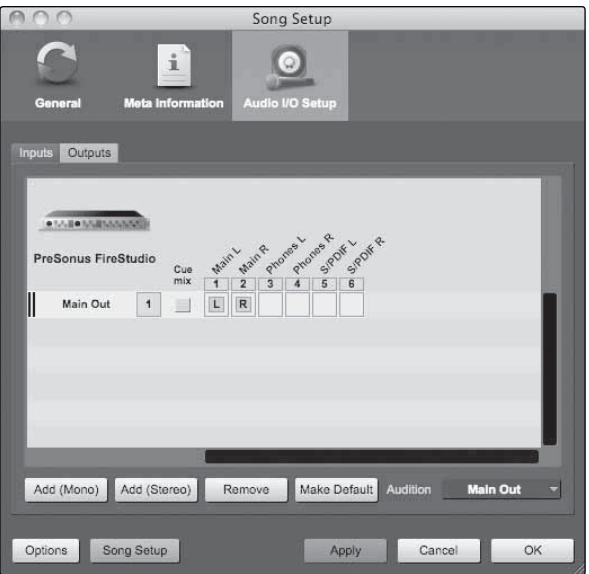 Song Setup
General Meta Information Audio I/O Setup
Inputs Outputs
PreSonus FireStudio
Cue mix
Main L Main R Phones L Phones R S/PDIF L S/PDIF R
1 2 3 4 5 6
Main Out 1 L R
Add (Mono) Add (Stereo) Remove Make Default Audition Main Out
Options Song Setup Apply Cancel OK